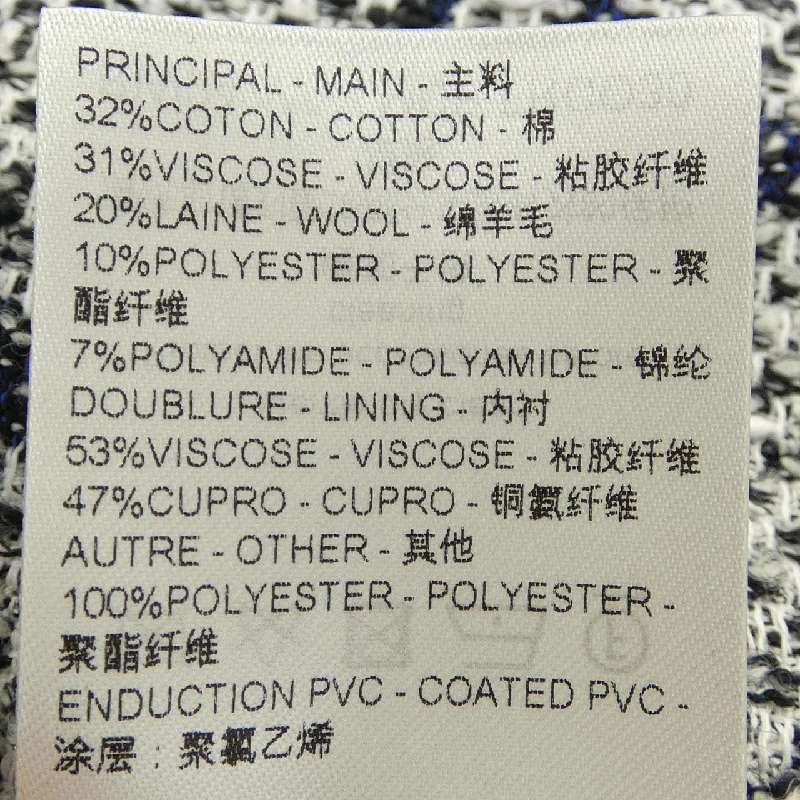 PRINCIPAL - MAIN - 主料
32%COTON - COTTON - 棉
31%VISCOSE - VISCOSE - 粘胶纤维
20%LAINE - WOOL - 绵羊毛
10%POLYESTER - POLYESTER - 聚
酯纤维
7%POLYAMIDE - POLYAMIDE - 锦纶
DOUBLURE - LINING - 内衬
53%VISCOSE - VISCOSE - 粘胶纤维
47%CUPRO - CUPRO - 铜氨纤维
AUTRE - OTHER - 其他
100%POLYESTER - POLYESTER -
聚酯纤维
ENDUCTION PVC - COATED PVC -
涂层：聚氯乙烯